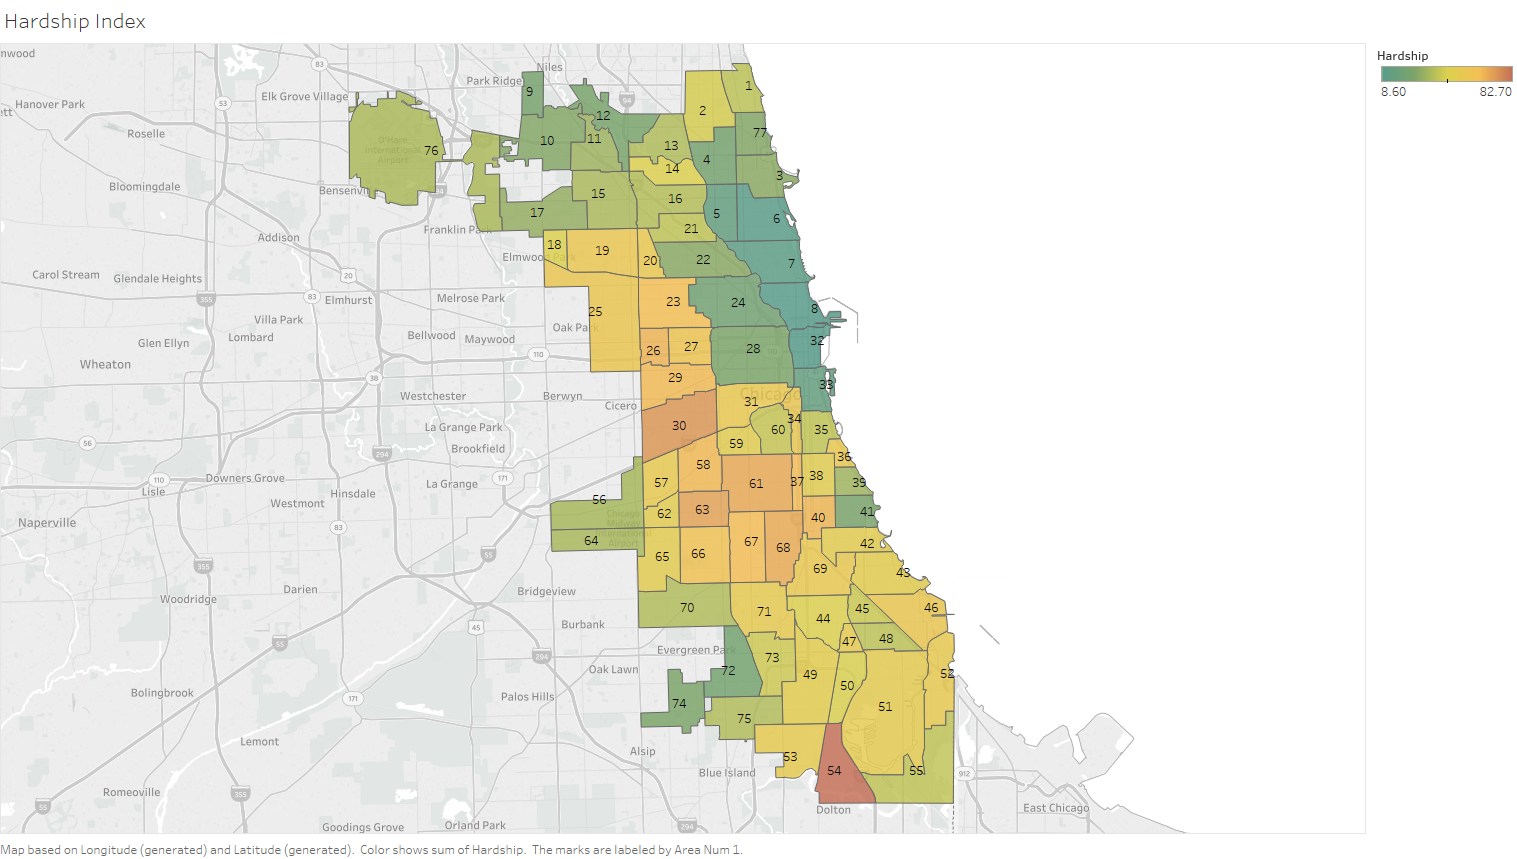 Hardship Index
Hardship
8.60
82.70
nwood
83
Niles
Park Ridge
Elk Grove Village
94
Hanover Park
53
ett
Roselle
O'Hare
International
Airport
Bloomingdale
Bensenvi
Franklin Park
Addison
Elmwood Park
Carol Stream
Glendale Heights
20
355
83
Elmhurst
Melrose Park
Villa Park
Oak Park
Glen Ellyn
Lombard
Bellwood
Maywood
110
Wheaton
38
Westchester
Berwyn
Chicago
Cicero
La Grange Park
56
Brookfield
294
110
Downers Grove
171
Lisle
Hinsdale
La Grange
Westmont
Naperville
83
Chicago
Midway
International
Airport
55
355
Darien
Bridgeview
Woodridge
Burbank
45
55
294
Evergreen Park
Oak Lawn
Bolingbrook
171
Palos Hills
Lemont
Alsip
Blue Island
912
Romeoville
355
55
Dolton
East Chicago
Goodings Grove
Orland Park
294
1
2
9
12
77
10
11
13
76
4
14
3
15
16
17
5
6
21
18
19
20
22
7
23
24
8
25
32
26
27
28
29
33
31
30
34
60
35
59
36
58
57
61
37
38
39
56
62
63
40
41
64
65
66
67
68
42
69
43
70
71
44
45
46
47
48
73
72
49
50
52
74
75
51
53
54
55
Map based on Longitude (generated) and Latitude (generated). Color shows sum of Hardship. The marks are labeled by Area Num 1.